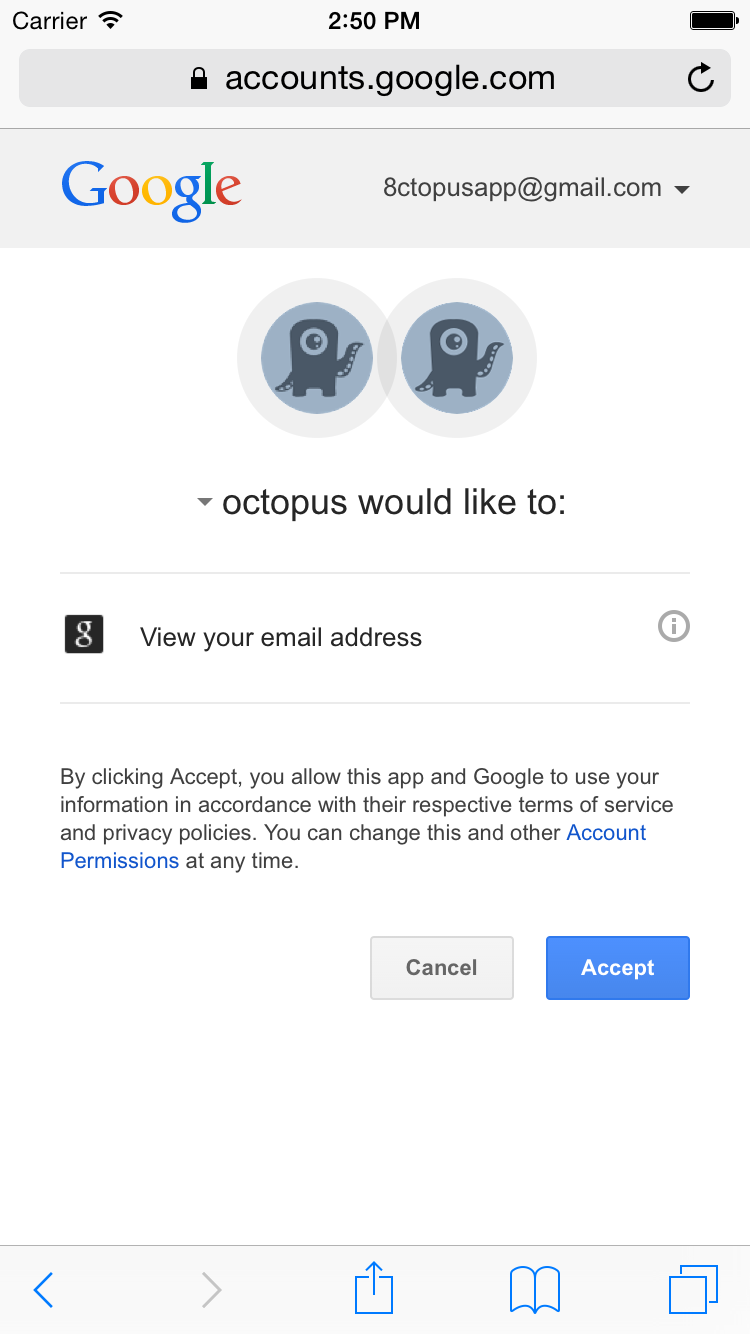 Carrier 2:50 PM
accounts.google.com
Google 8ctopusapp@gmail.com
octopus would like to:
g View your email address
By clicking Accept, you allow this app and Google to use your
information in accordance with their respective terms of service
and privacy policies. You can change this and other Account
Permissions at any time.
Cancel Accept